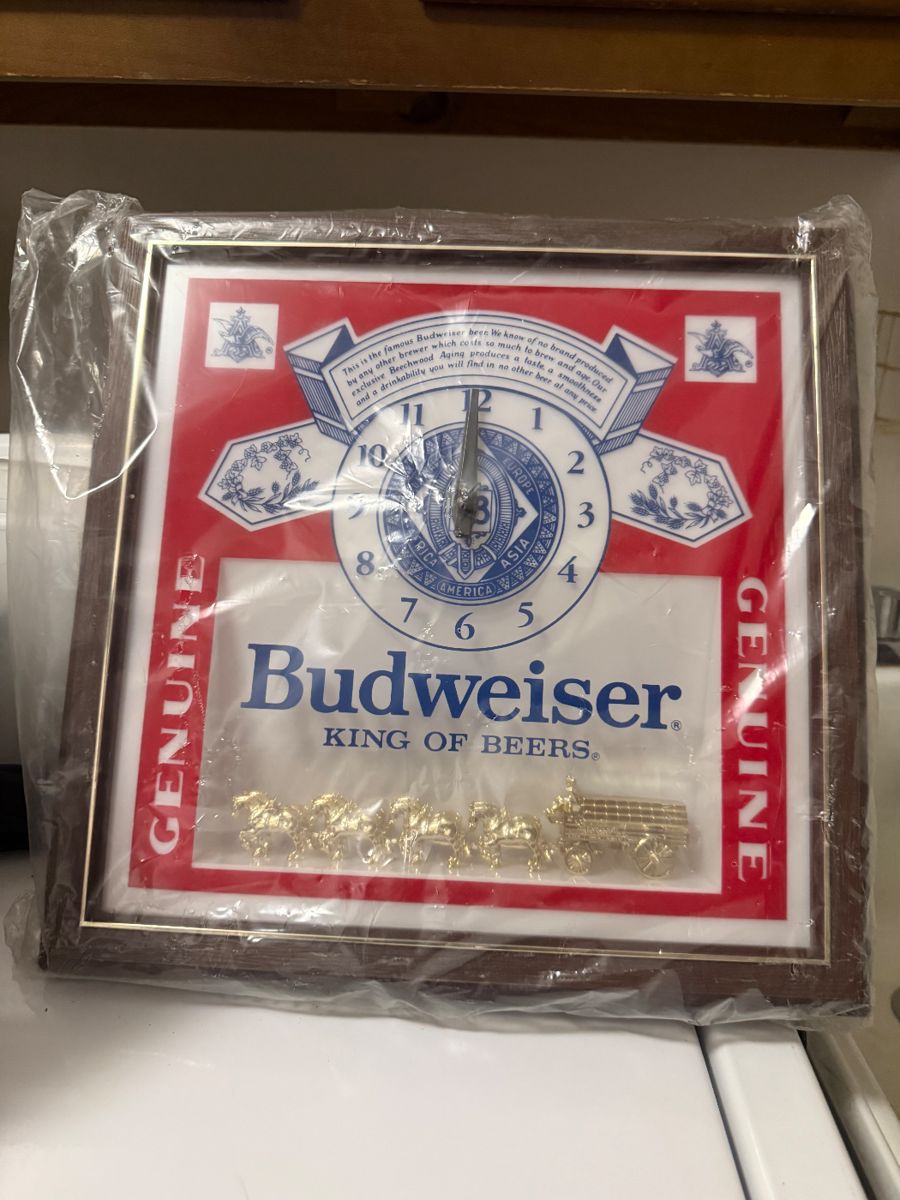 This is the famous Budweiser beer. We know of no brand produced
by any other brewer which costs so much to brew and age. Our
exclusive Beechwood Aging produces a taste, a smoothness
and a drinkability you will find in no other beer at any price.
11 12 1
10 2
9 3
8 4
7 6 5
EUROPE
ASIA
AMERICA
B
GENUINE
GENUINE
Budweiser®
KING OF BEERS®